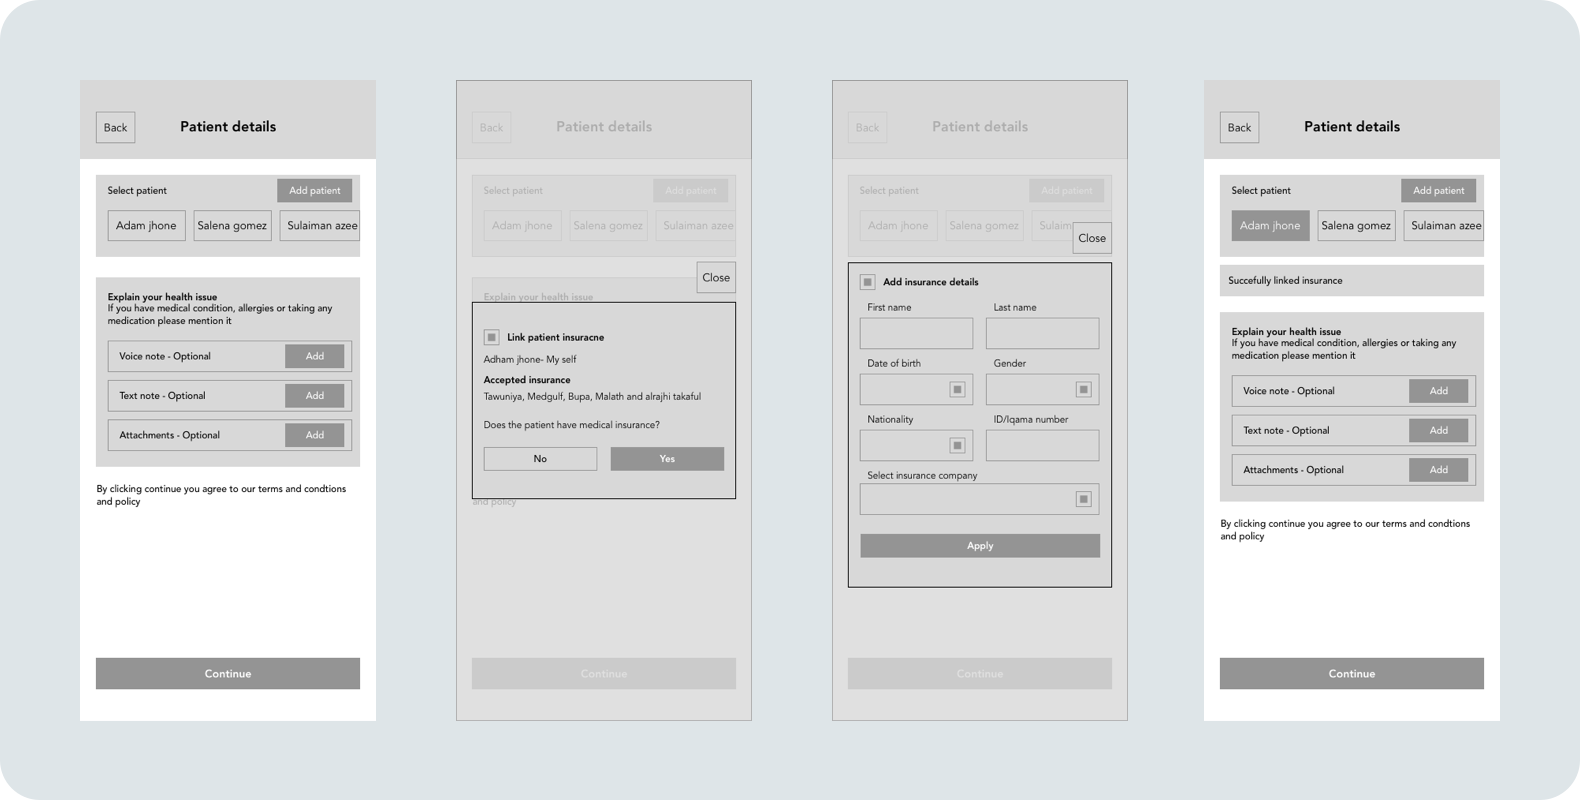 Back
Patient details
Select patient
Add patient
Adam jhone
Salena gomez
Sulaiman azee
Explain your health issue
If you have medical condition, allergies or taking any
medication please mention it
Voice note - Optional
Add
Text note - Optional
Add
Attachments - Optional
Add
By clicking continue you agree to our terms and condtions
and policy
Continue
Back
Patient details
Select patient
Add patient
Adam jhone
Salena gomez
Sulaiman azee
Close
Explain your health issue
Link patient insuracne
Adham jhone- My self
Accepted insurance
Tawuniya, Medgulf, Bupa, Malath and alrajhi takaful
Does the patient have medical insurance?
No
Yes
and policy
Continue
Back
Patient details
Select patient
Add patient
Adam jhone
Salena gomez
Sulaim
Close
Add insurance details
First name
Last name
Date of birth
Gender
Nationality
ID/Iqama number
Select insurance company
Apply
Continue
Back
Patient details
Select patient
Add patient
Adam jhone
Salena gomez
Sulaiman azee
Succefully linked insurance
Explain your health issue
If you have medical condition, allergies or taking any
medication please mention it
Voice note - Optional
Add
Text note - Optional
Add
Attachments - Optional
Add
By clicking continue you agree to our terms and condtions
and policy
Continue